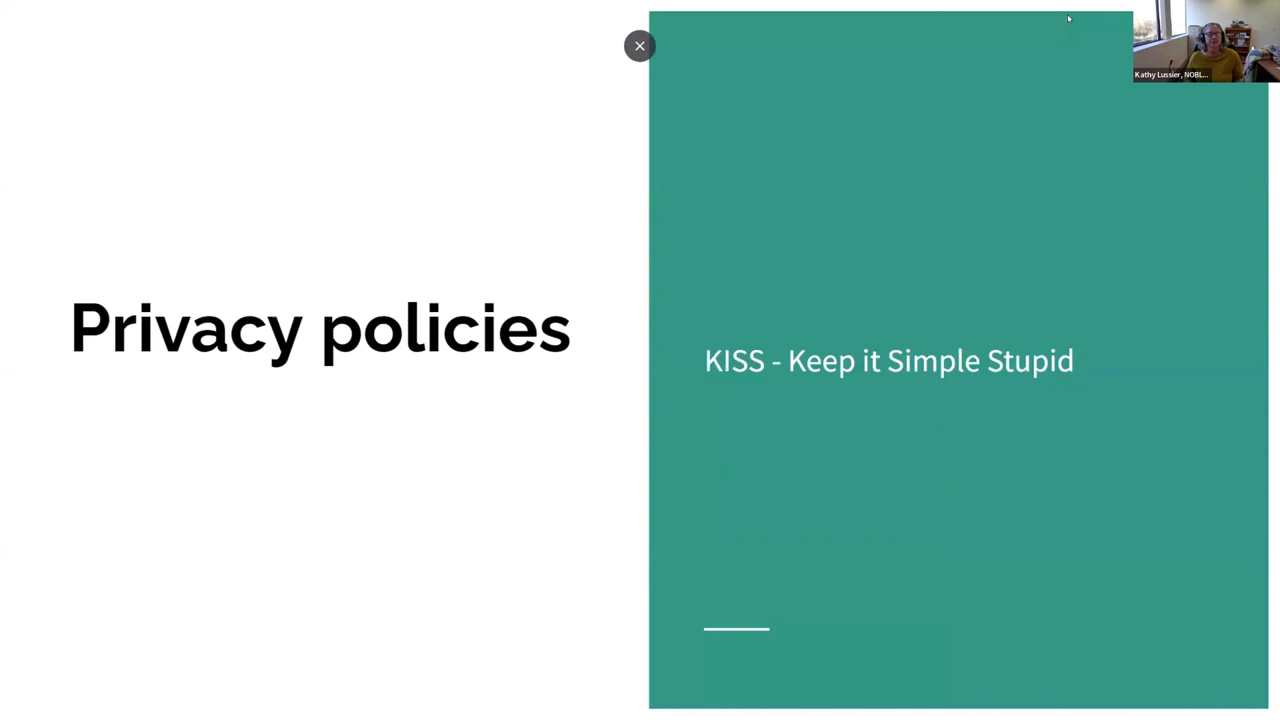 Privacy policies
KISS - Keep it Simple Stupid
Kathy Lussier, NOBL...